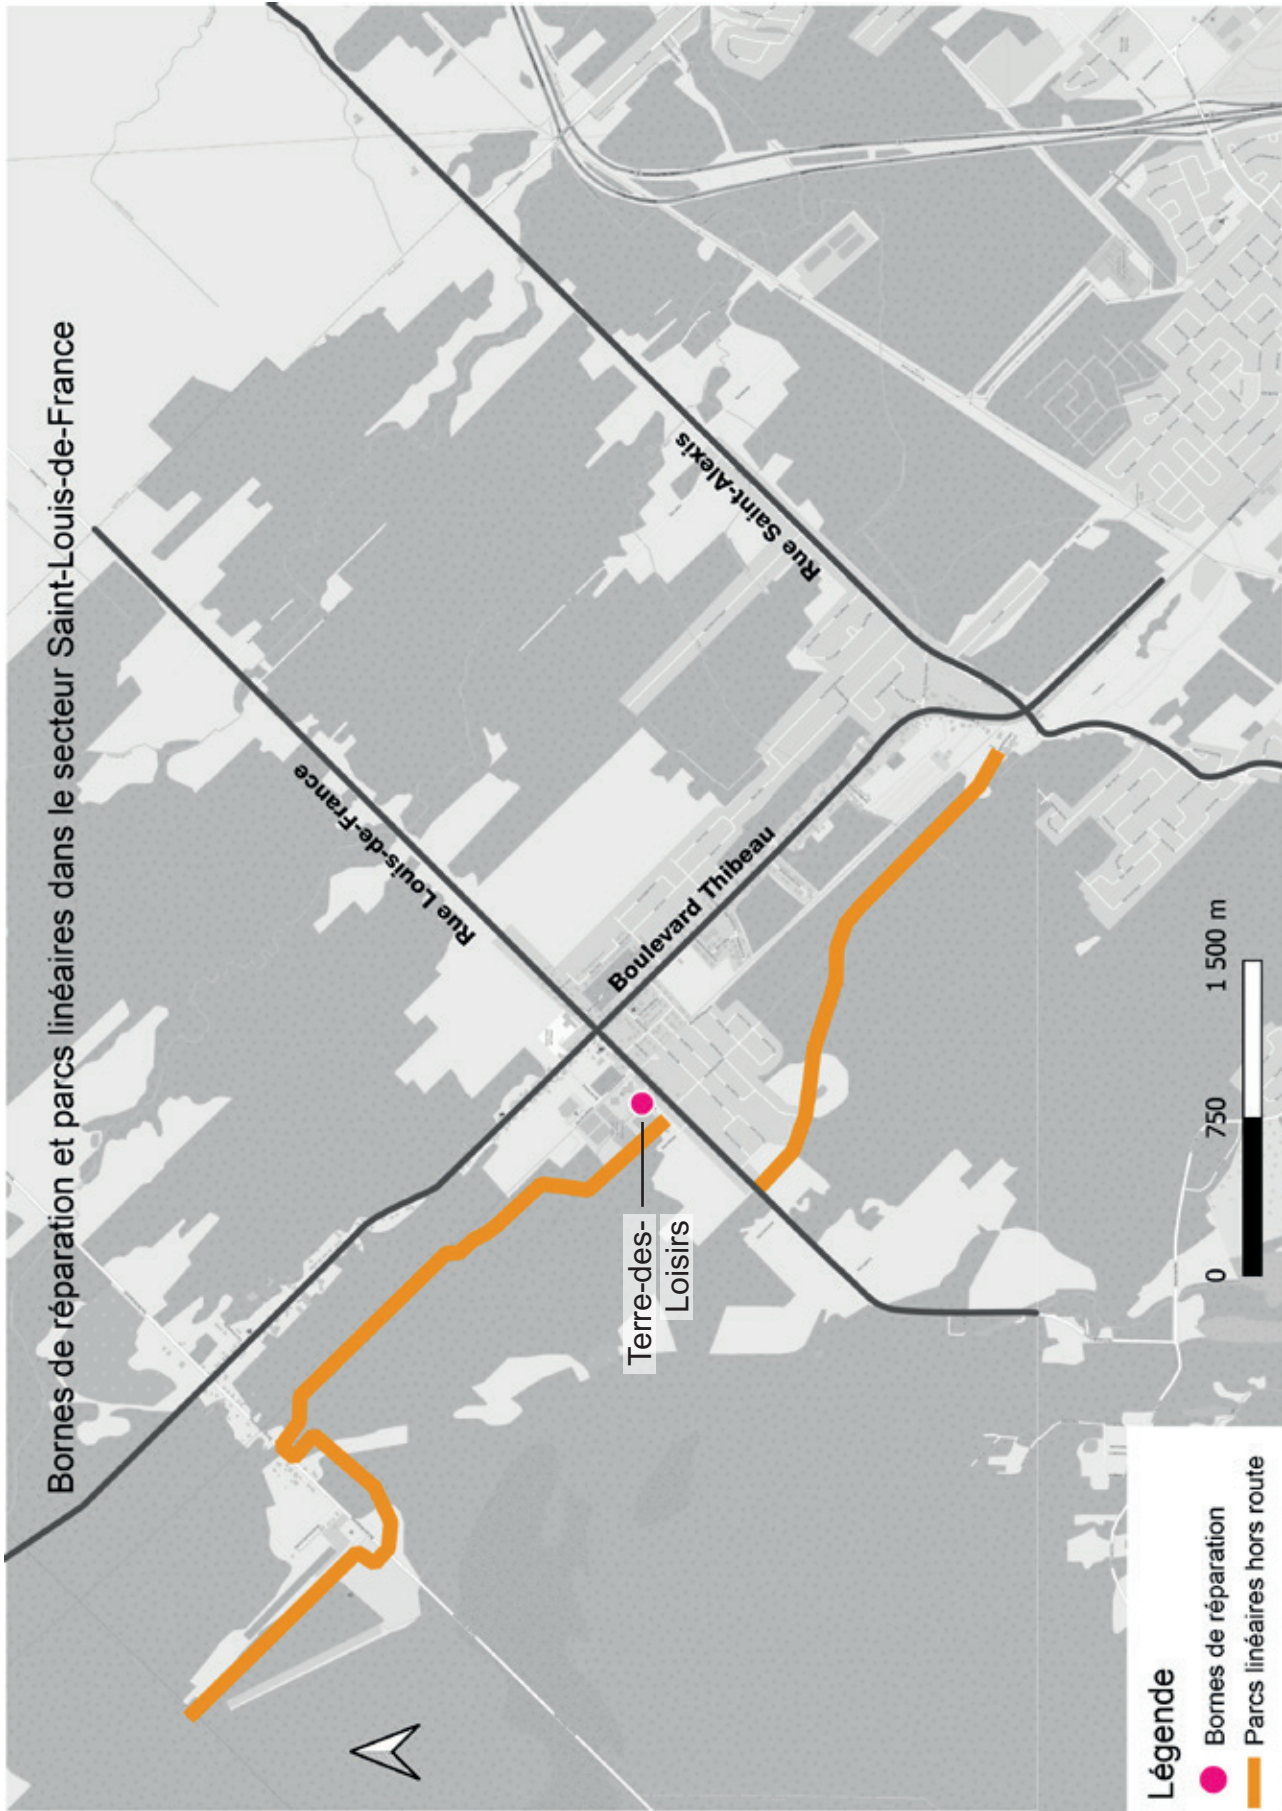 Bornes de réparation et parcs linéaires dans le secteur Saint-Louis-de-France
Rue Louis-de-France
Rue Saint-Alexis
Boulevard Thibeau
Terre-des-
Loisirs
Légende
Bornes de réparation
Parcs linéaires hors route
0 750 1 500 m